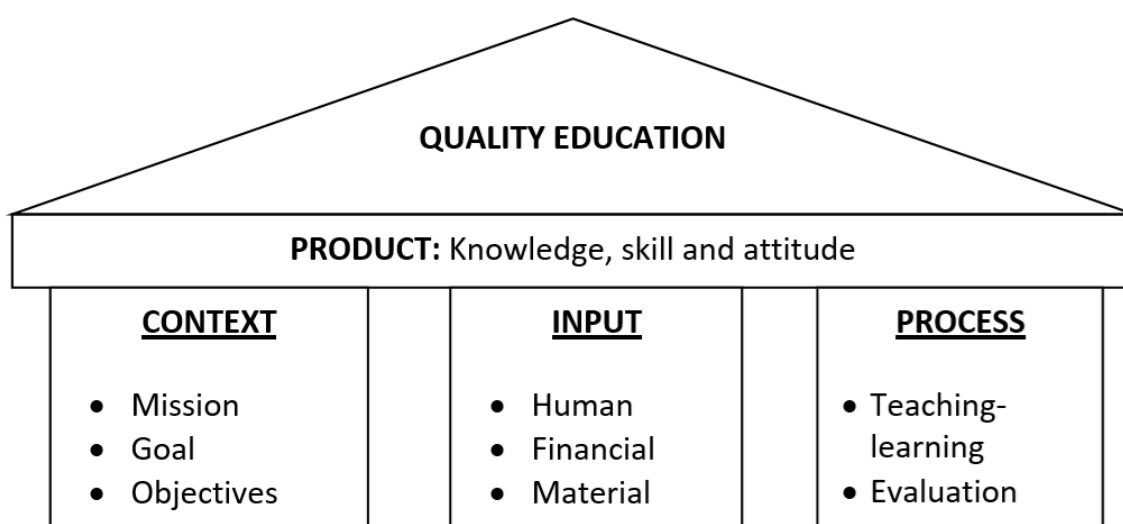 QUALITY EDUCATION
PRODUCT: Knowledge, skill and attitude
CONTEXT
• Mission
• Goal
• Objectives
INPUT
• Human
• Financial
• Material
PROCESS
• Teaching-
learning
• Evaluation